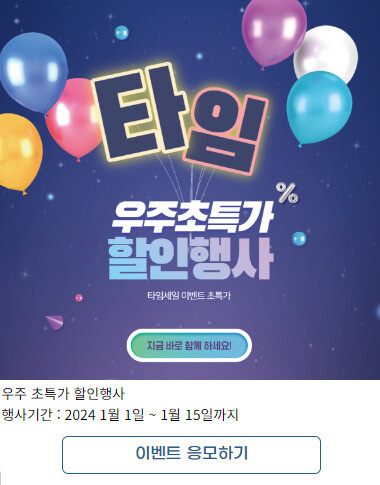 타임
우주초특가
%
할인행사
타임세일 이벤트 초특가
지금 바로 함께 하세요!
우주 초특가 할인행사
행사기간 : 2024 1월 1일 ~ 1월 15일까지
이벤트 응모하기